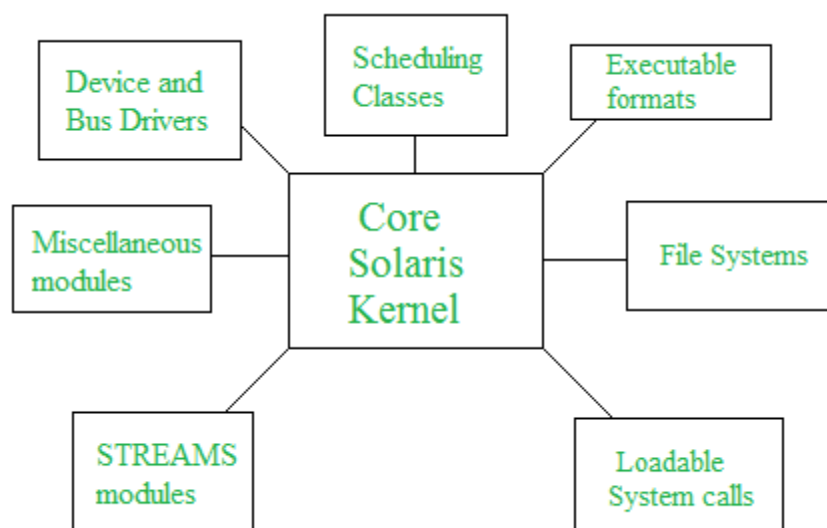 Scheduling
Classes
Device and
Bus Drivers
Executable
formats
Core
Solaris
Kernel
Miscellaneous
modules
File Systems
STREAMS
modules
Loadable
System calls